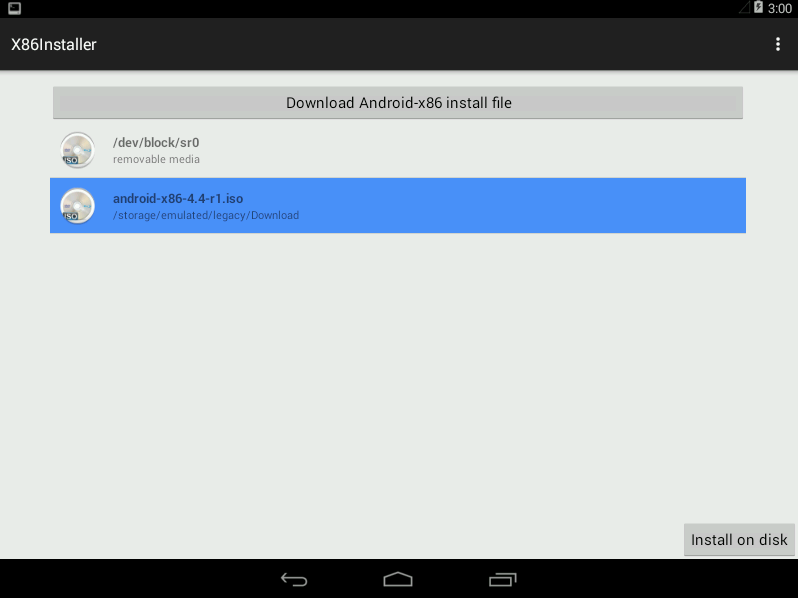 3:00
X86Installer
Download Android-x86 install file
/dev/block/sr0
removable media
ISO
android-x86-4.4-r1.iso
/storage/emulated/legacy/Download
ISO
Install on disk